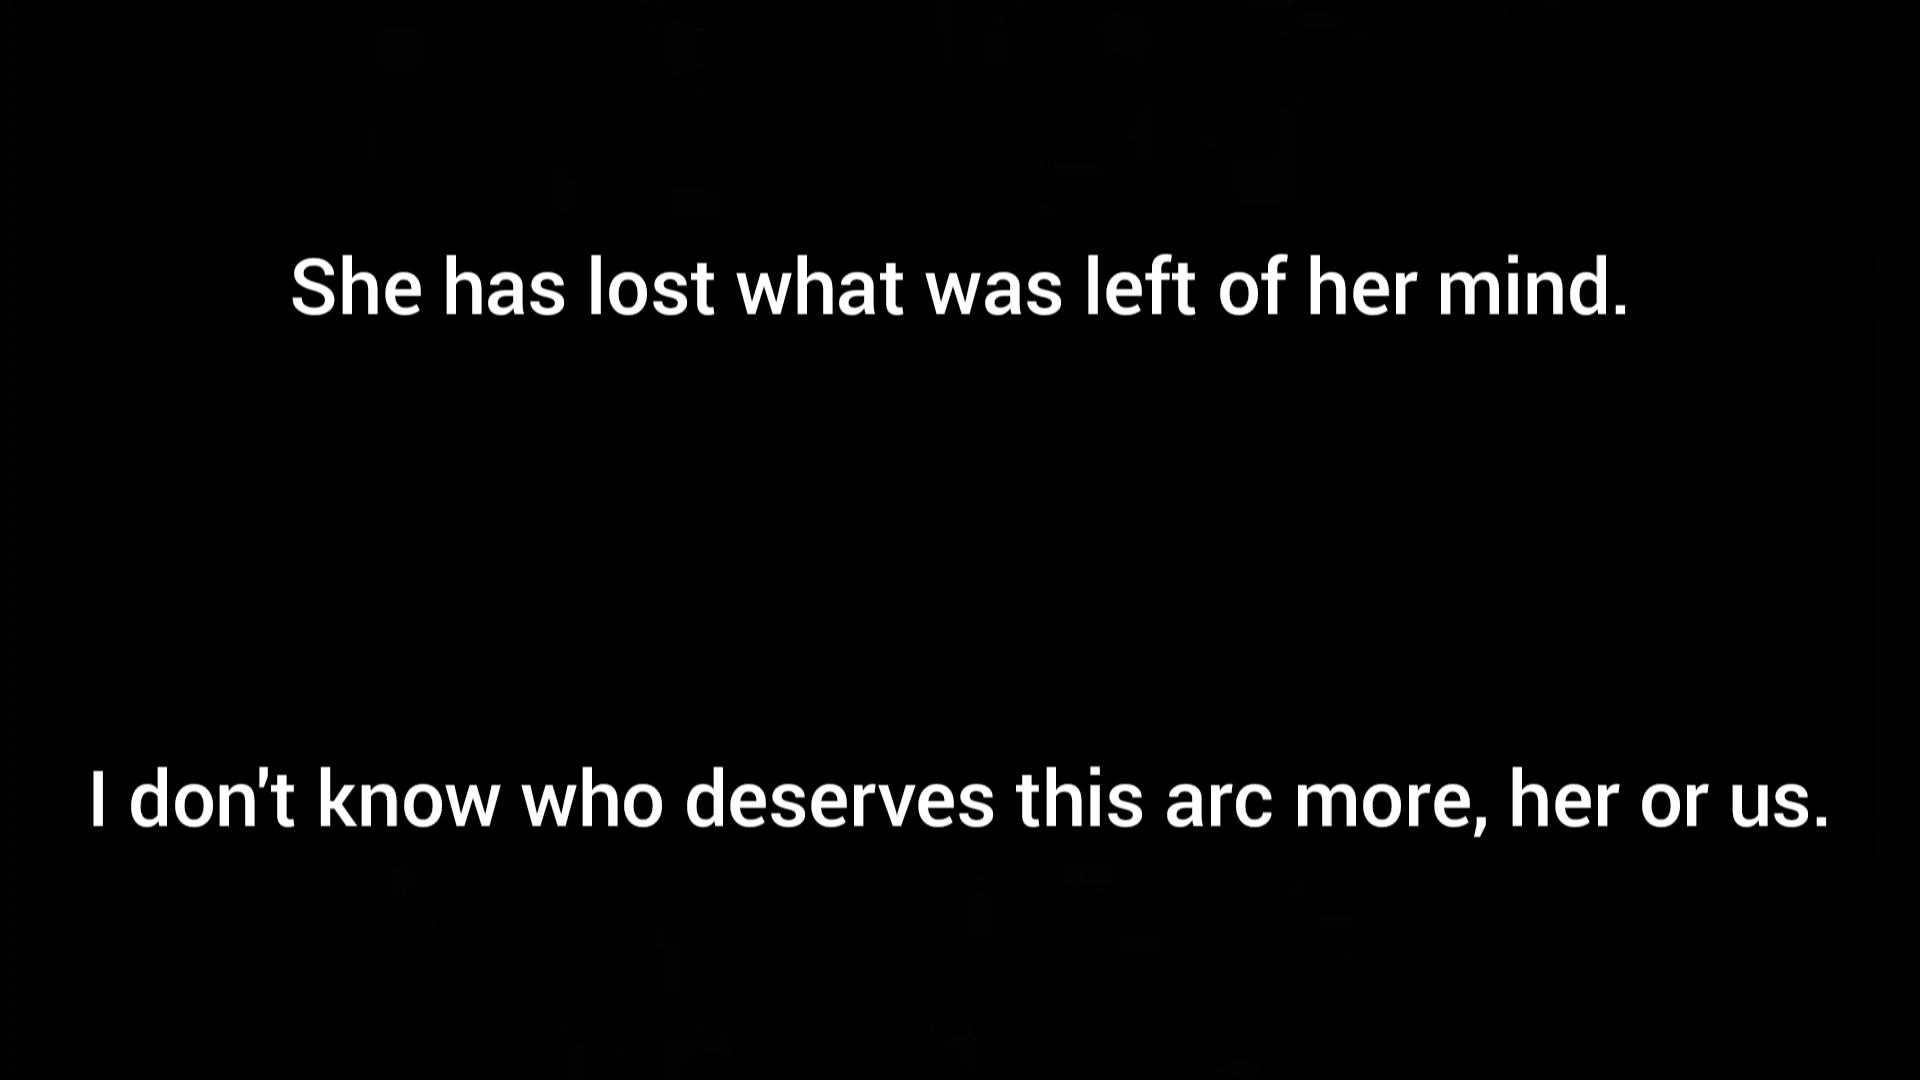 She has lost what was left of her mind.
I don't know who deserves this arc more, her or us.